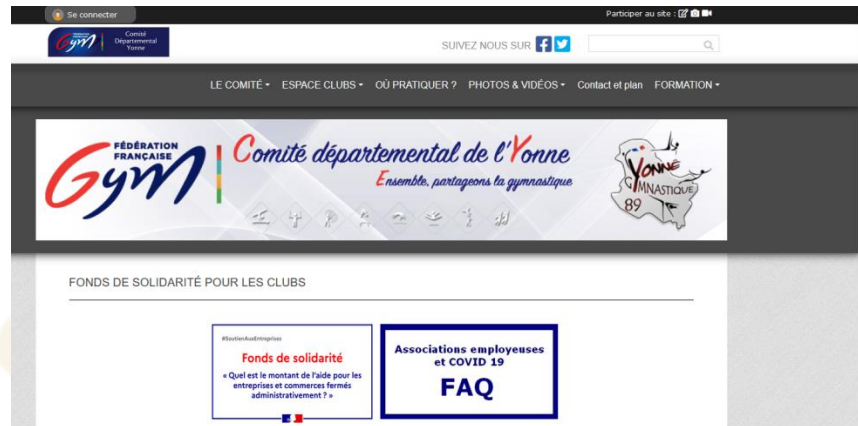 Se connecter
Participer au site :
Gym
Comité
Départemental
Yonne
SUIVEZ NOUS SUR
LE COMITÉ
ESPACE CLUBS
OÙ PRATIQUER ?
PHOTOS & VIDÉOS
Contact et plan
FORMATION
FÉDÉRATION
FRANÇAISE
Gym
Comité départemental de l'Yonne
Ensemble, partageons la gymnastique
YONNE
GYMNASTIQUE
89
FONDS DE SOLIDARITÉ POUR LES CLUBS
#SoutienAuxEntreprises
Fonds de solidarité
« Quel est le montant de l'aide pour les
entreprises et commerces fermés
administrativement ? »
Associations employeuses
et COVID 19
FAQ